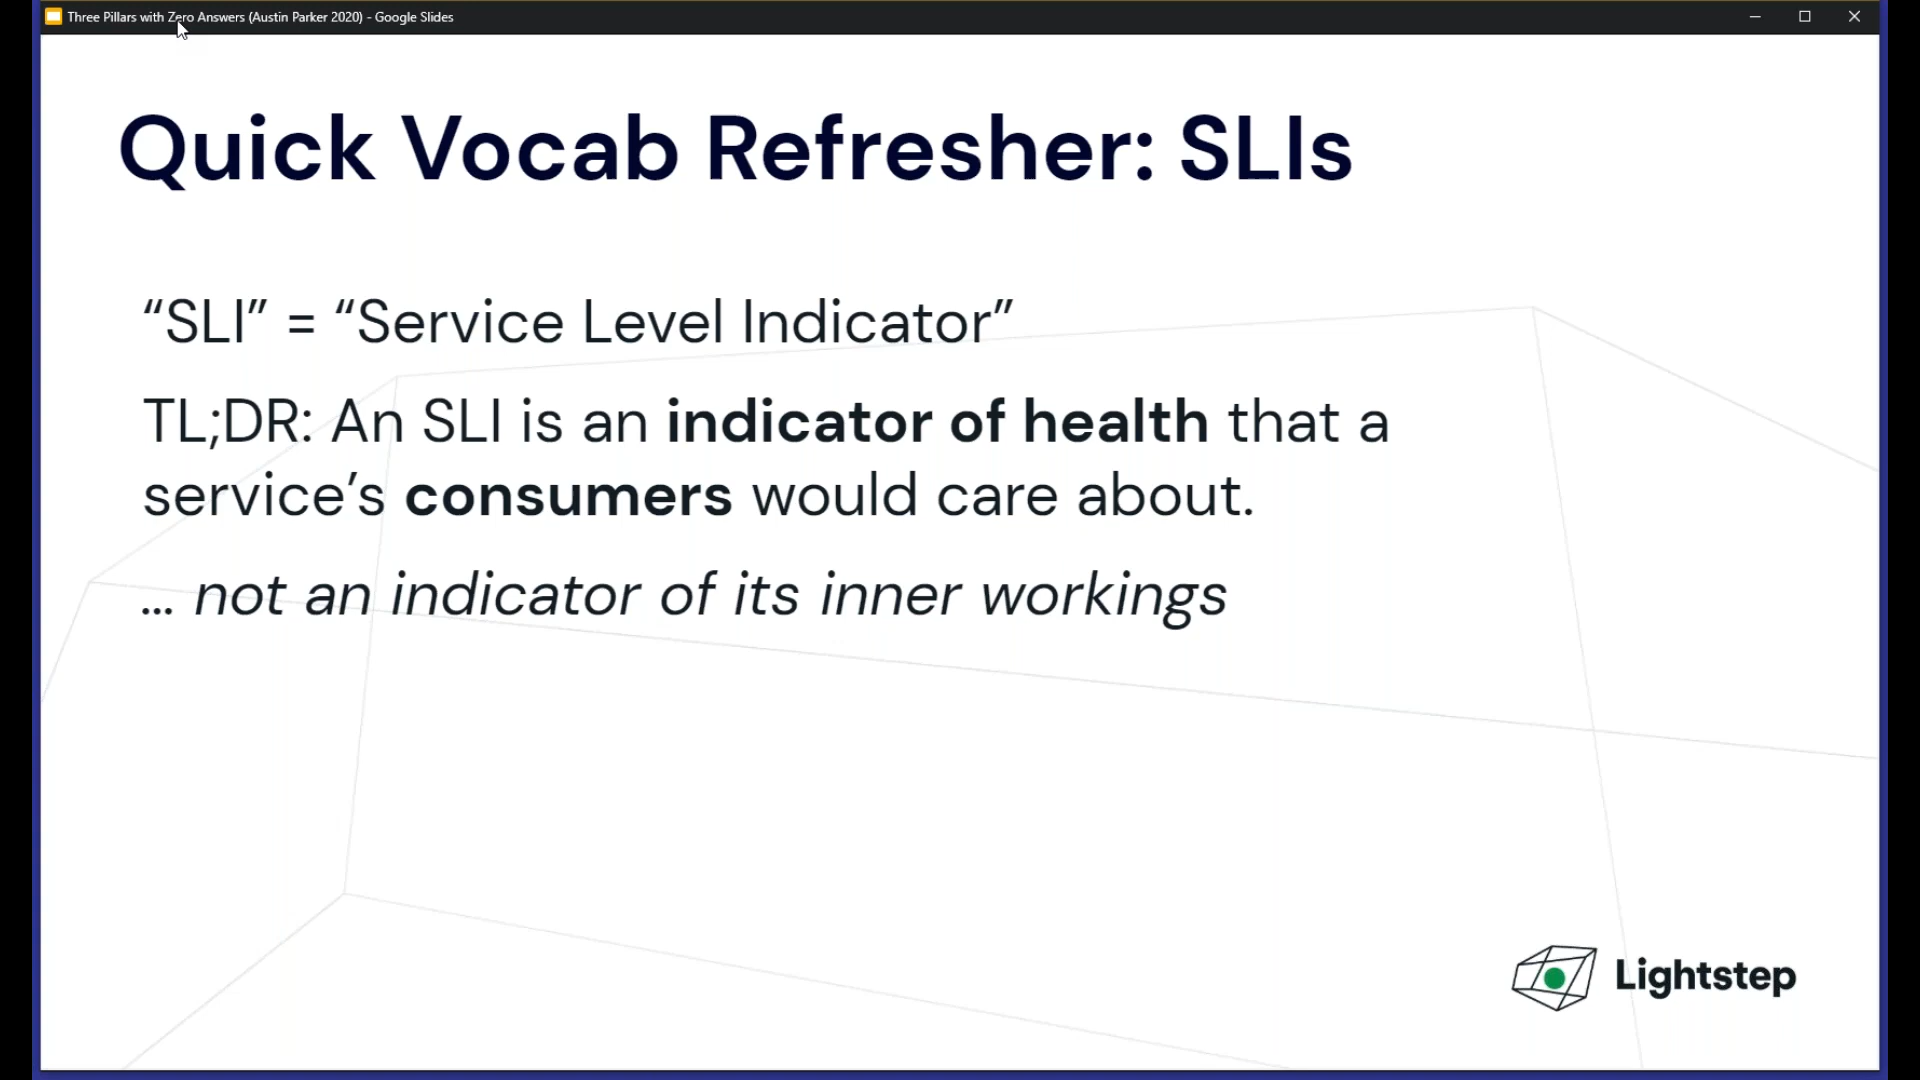 Three Pillars with Zero Answers (Austin Parker 2020) - Google Slides
Quick Vocab Refresher: SLIs
“SLI” = “Service Level Indicator”
TL;DR: An SLI is an indicator of health that a
service’s consumers would care about.
... not an indicator of its inner workings
Lightstep